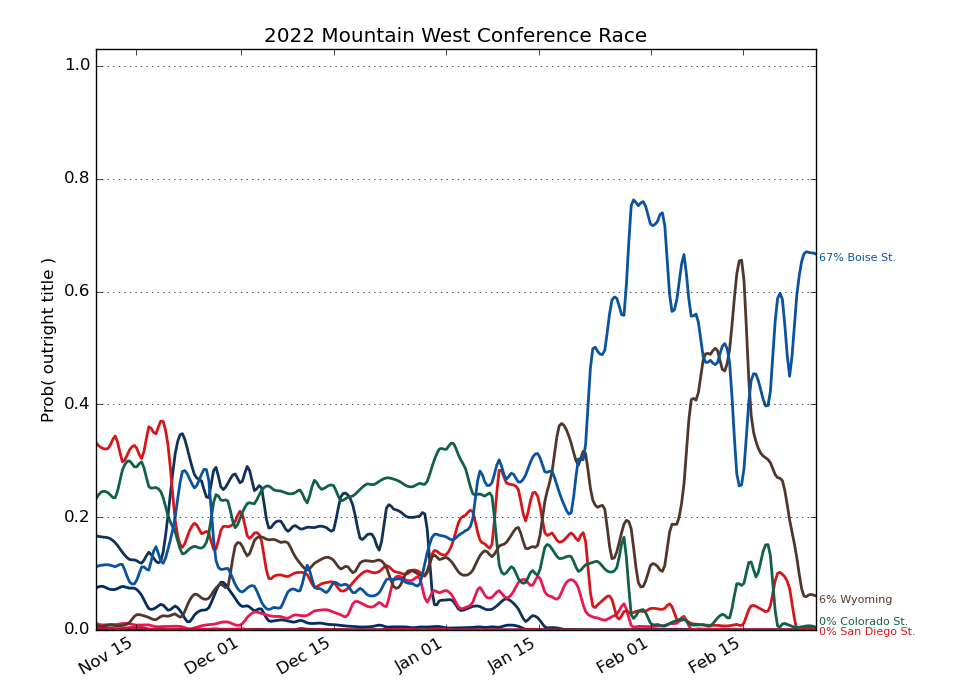 2022 Mountain West Conference Race
Prob( outright title )
1.0
0.8
0.6
0.4
0.2
0.0
67% Boise St.
6% Wyoming
0% Colorado St.
0% San Diego St.
Nov 15
Dec 01
Dec 15
Jan 01
Jan 15
Feb 01
Feb 15